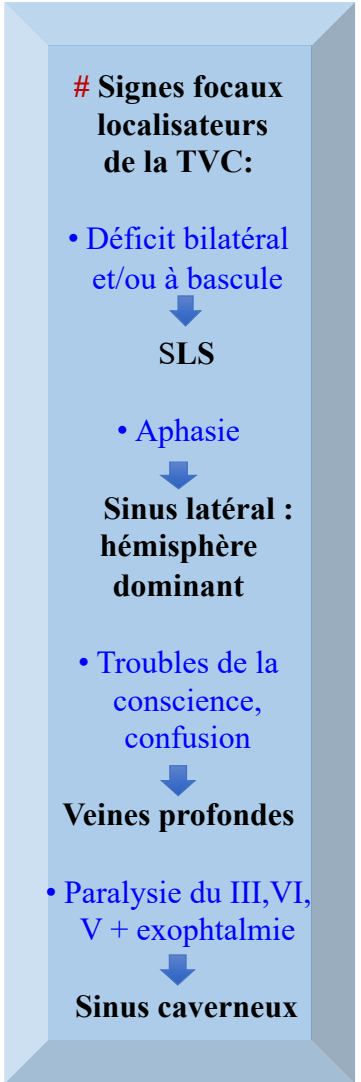 # Signes focaux
localisateurs
de la TVC:
• Déficit bilatéral
et/ou à bascule
SLS
• Aphasie
Sinus latéral :
hémisphère
dominant
• Troubles de la
conscience,
confusion
Veines profondes
• Paralysie du III,VI,
V + exophtalmie
Sinus caverneux